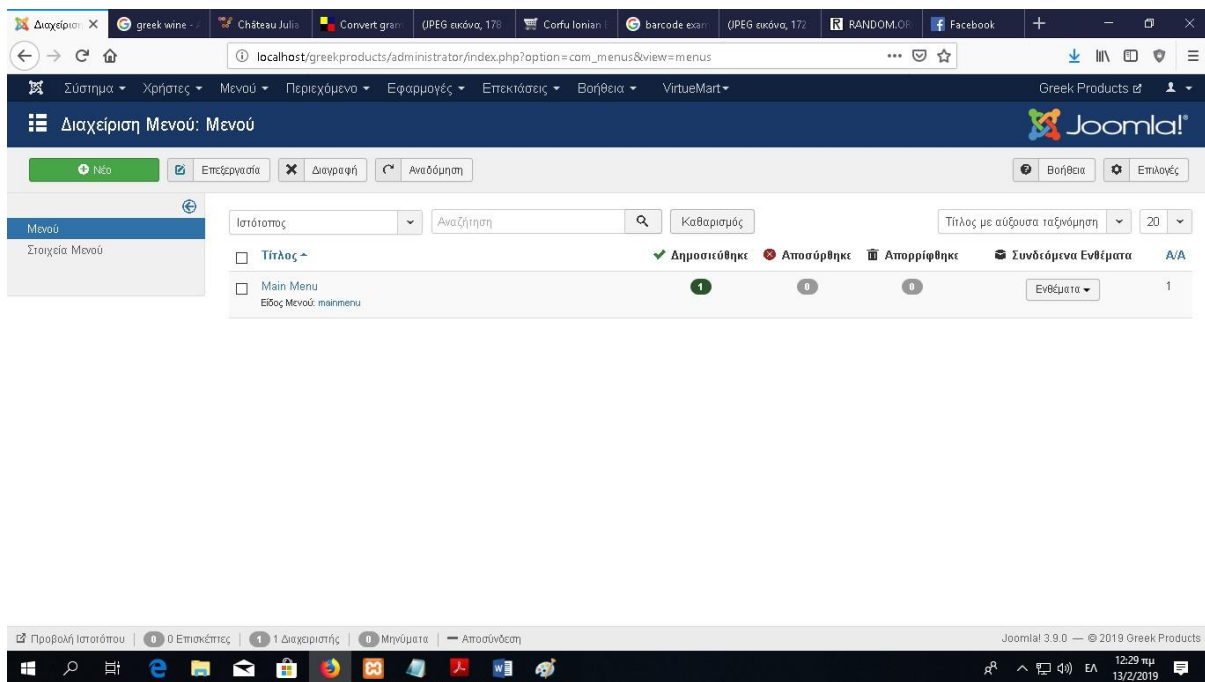 Διαχείριση
greek wine -
Château Julia
Convert gram
(JPEG εικόνα, 178
Corfu Ionian
barcode exam
(JPEG εικόνα, 172
RANDOM.OR
Facebook
localhost/greekproducts/administrator/index.php?option=com_menus&view=menus
Σύστημα Χρήστες Μενού Περιεχόμενο Εφαρμογές Επεκτάσεις Βοήθεια VirtueMart Greek Products
Διαχείριση Μενού: Μενού Joomla!
Νέο Επεξεργασία Διαγραφή Αναδόμηση Βοήθεια Επιλογές
Μενού
Στοιχεία Μενού
Ιστότοπος Αναζήτηση Καθαρισμός Τίτλος με αύξουσα ταξινόμηση 20
Τίτλος Δημοσιεύθηκε Αποσύρθηκε Απορρίφθηκε Συνδεόμενα Ενθέματα Α/Α
Main Menu 1 0 0 Ενθέματα 1
Είδος Μενού: mainmenu
Προβολή Ιστοτόπου | 0 0 Επισκέπτες | 1 1 Διαχειριστής | 0 Μηνύματα | Αποσύνδεση Joomla! 3.9.0 — © 2019 Greek Products
ΕΛ 12:29 πμ
13/2/2019